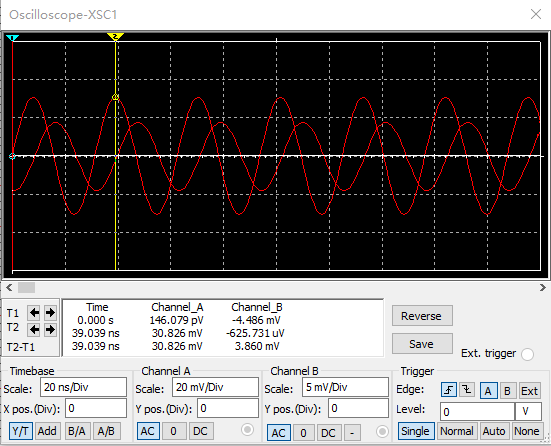 Oscilloscope-XSC1
1 2
T1 Time Channel_A Channel_B
0.000 s 146.079 pV -4.486 mV
T2 39.039 ns 30.826 mV -625.731 uV
T2-T1 39.039 ns 30.826 mV 3.860 mV
Reverse
Save
Ext. trigger
Timebase
Scale: 20 ns/Div
X pos.(Div): 0
Y/T Add B/A A/B
Channel A
Scale: 20 mV/Div
Y pos.(Div): 0
AC 0 DC
Channel B
Scale: 5 mV/Div
Y pos.(Div): 0
AC 0 DC -
Trigger
Edge: A B Ext
Level: 0 V
Single Normal Auto None